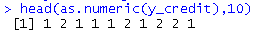 > head(as.numeric(y_credit),10)
[1] 1 2 1 1 1 2 1 2 2 1